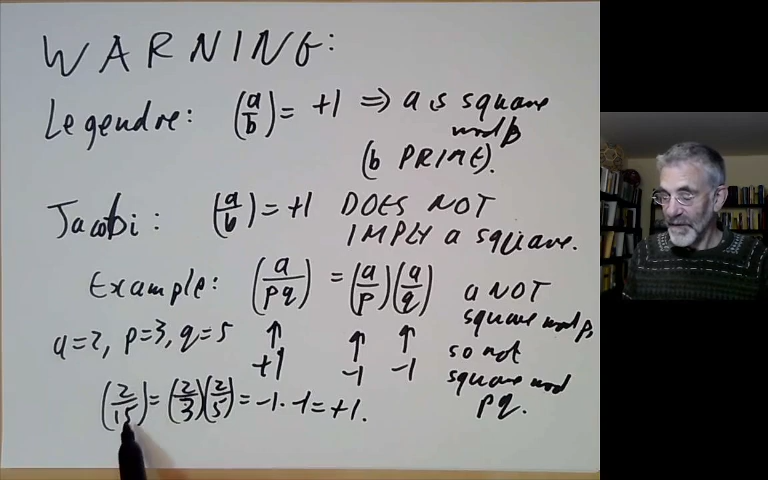 WARNING:
Legendre: (a/b) = +1 ⇒ a is square
mod b
(b PRIME).
Jacobi: (a/b) = +1 DOES NOT
IMPLY a square.
Example: (a/pq) = (a/p)(a/q) a NOT
square mod p,
a=2, p=3, q=5 ↑ ↑ ↑ so not
+1 -1 -1 square mod
(2/15) = (2/3)(2/5) = -1 · -1 = +1. pq.